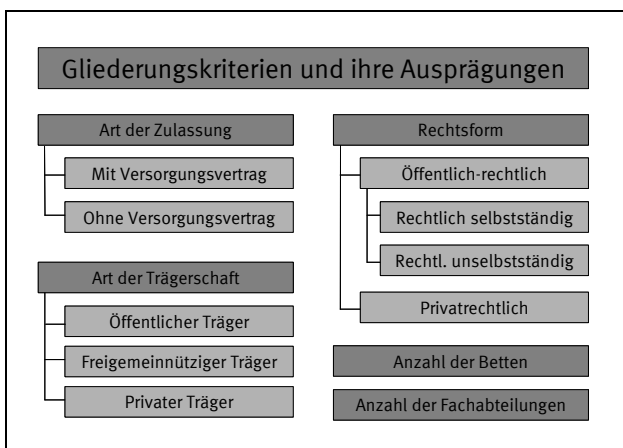 Gliederungskriterien und ihre Ausprägungen
Art der Zulassung
Mit Versorgungsvertrag
Ohne Versorgungsvertrag
Art der Trägerschaft
Öffentlicher Träger
Freigemeinnütziger Träger
Privater Träger
Rechtsform
Öffentlich-rechtlich
Rechtlich selbstständig
Rechtl. unselbstständig
Privatrechtlich
Anzahl der Betten
Anzahl der Fachabteilungen